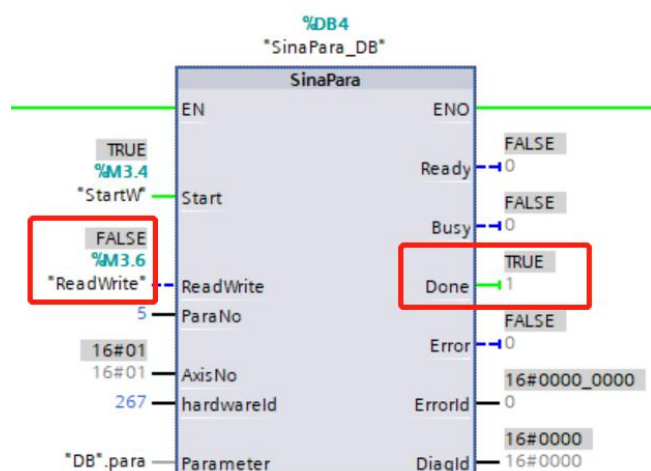 %DB4
"SinaPara_DB"
SinaPara
EN ENO
TRUE
%M3.4
"StartW" Start
FALSE
Ready 0
FALSE
Busy 0
FALSE
%M3.6
"ReadWrite" ReadWrite
TRUE
Done 1
5 ParaNo
FALSE
Error 0
16#01
16#01 AxisNo
16#0000_0000
267 hardwareId ErrorId 0
16#0000
"DB".para Parameter DiagId 16#0000